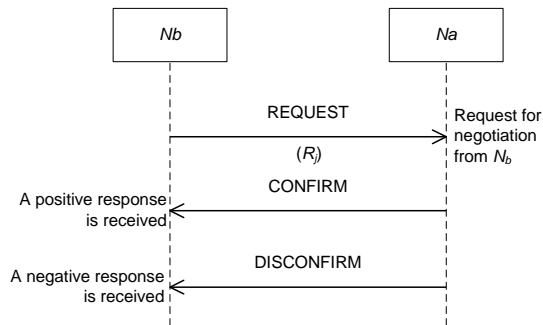 Nb
Na
REQUEST
(Rj)
Request for
negotiation
from Nb
CONFIRM
A positive response
is received
DISCONFIRM
A negative response
is received